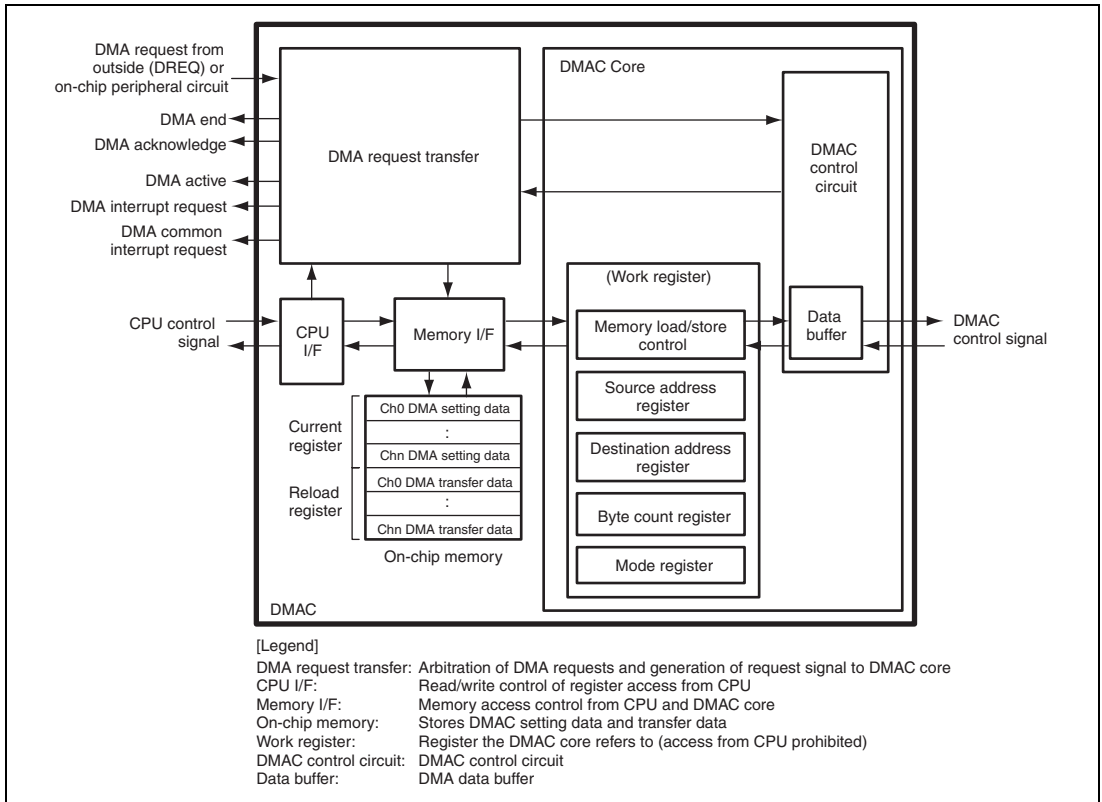 DMA request from
outside (DREQ) or
on-chip peripheral circuit
DMA end
DMA acknowledge
DMA active
DMA interrupt request
DMA common
interrupt request
CPU control
signal
DMA request transfer
DMAC Core
DMAC
control
circuit
(Work register)
CPU
I/F
Memory I/F
Memory load/store
control
Data
buffer
DMAC
control signal
Source address
register
Destination address
register
Byte count register
Mode register
Current
register
Reload
register
Ch0 DMA setting data
:
Chn DMA setting data
Ch0 DMA transfer data
:
Chn DMA transfer data
On-chip memory
DMAC
[Legend]
DMA request transfer: Arbitration of DMA requests and generation of request signal to DMAC core
CPU I/F: Read/write control of register access from CPU
Memory I/F: Memory access control from CPU and DMAC core
On-chip memory: Stores DMAC setting data and transfer data
Work register: Register the DMAC core refers to (access from CPU prohibited)
DMAC control circuit: DMAC control circuit
Data buffer: DMA data buffer